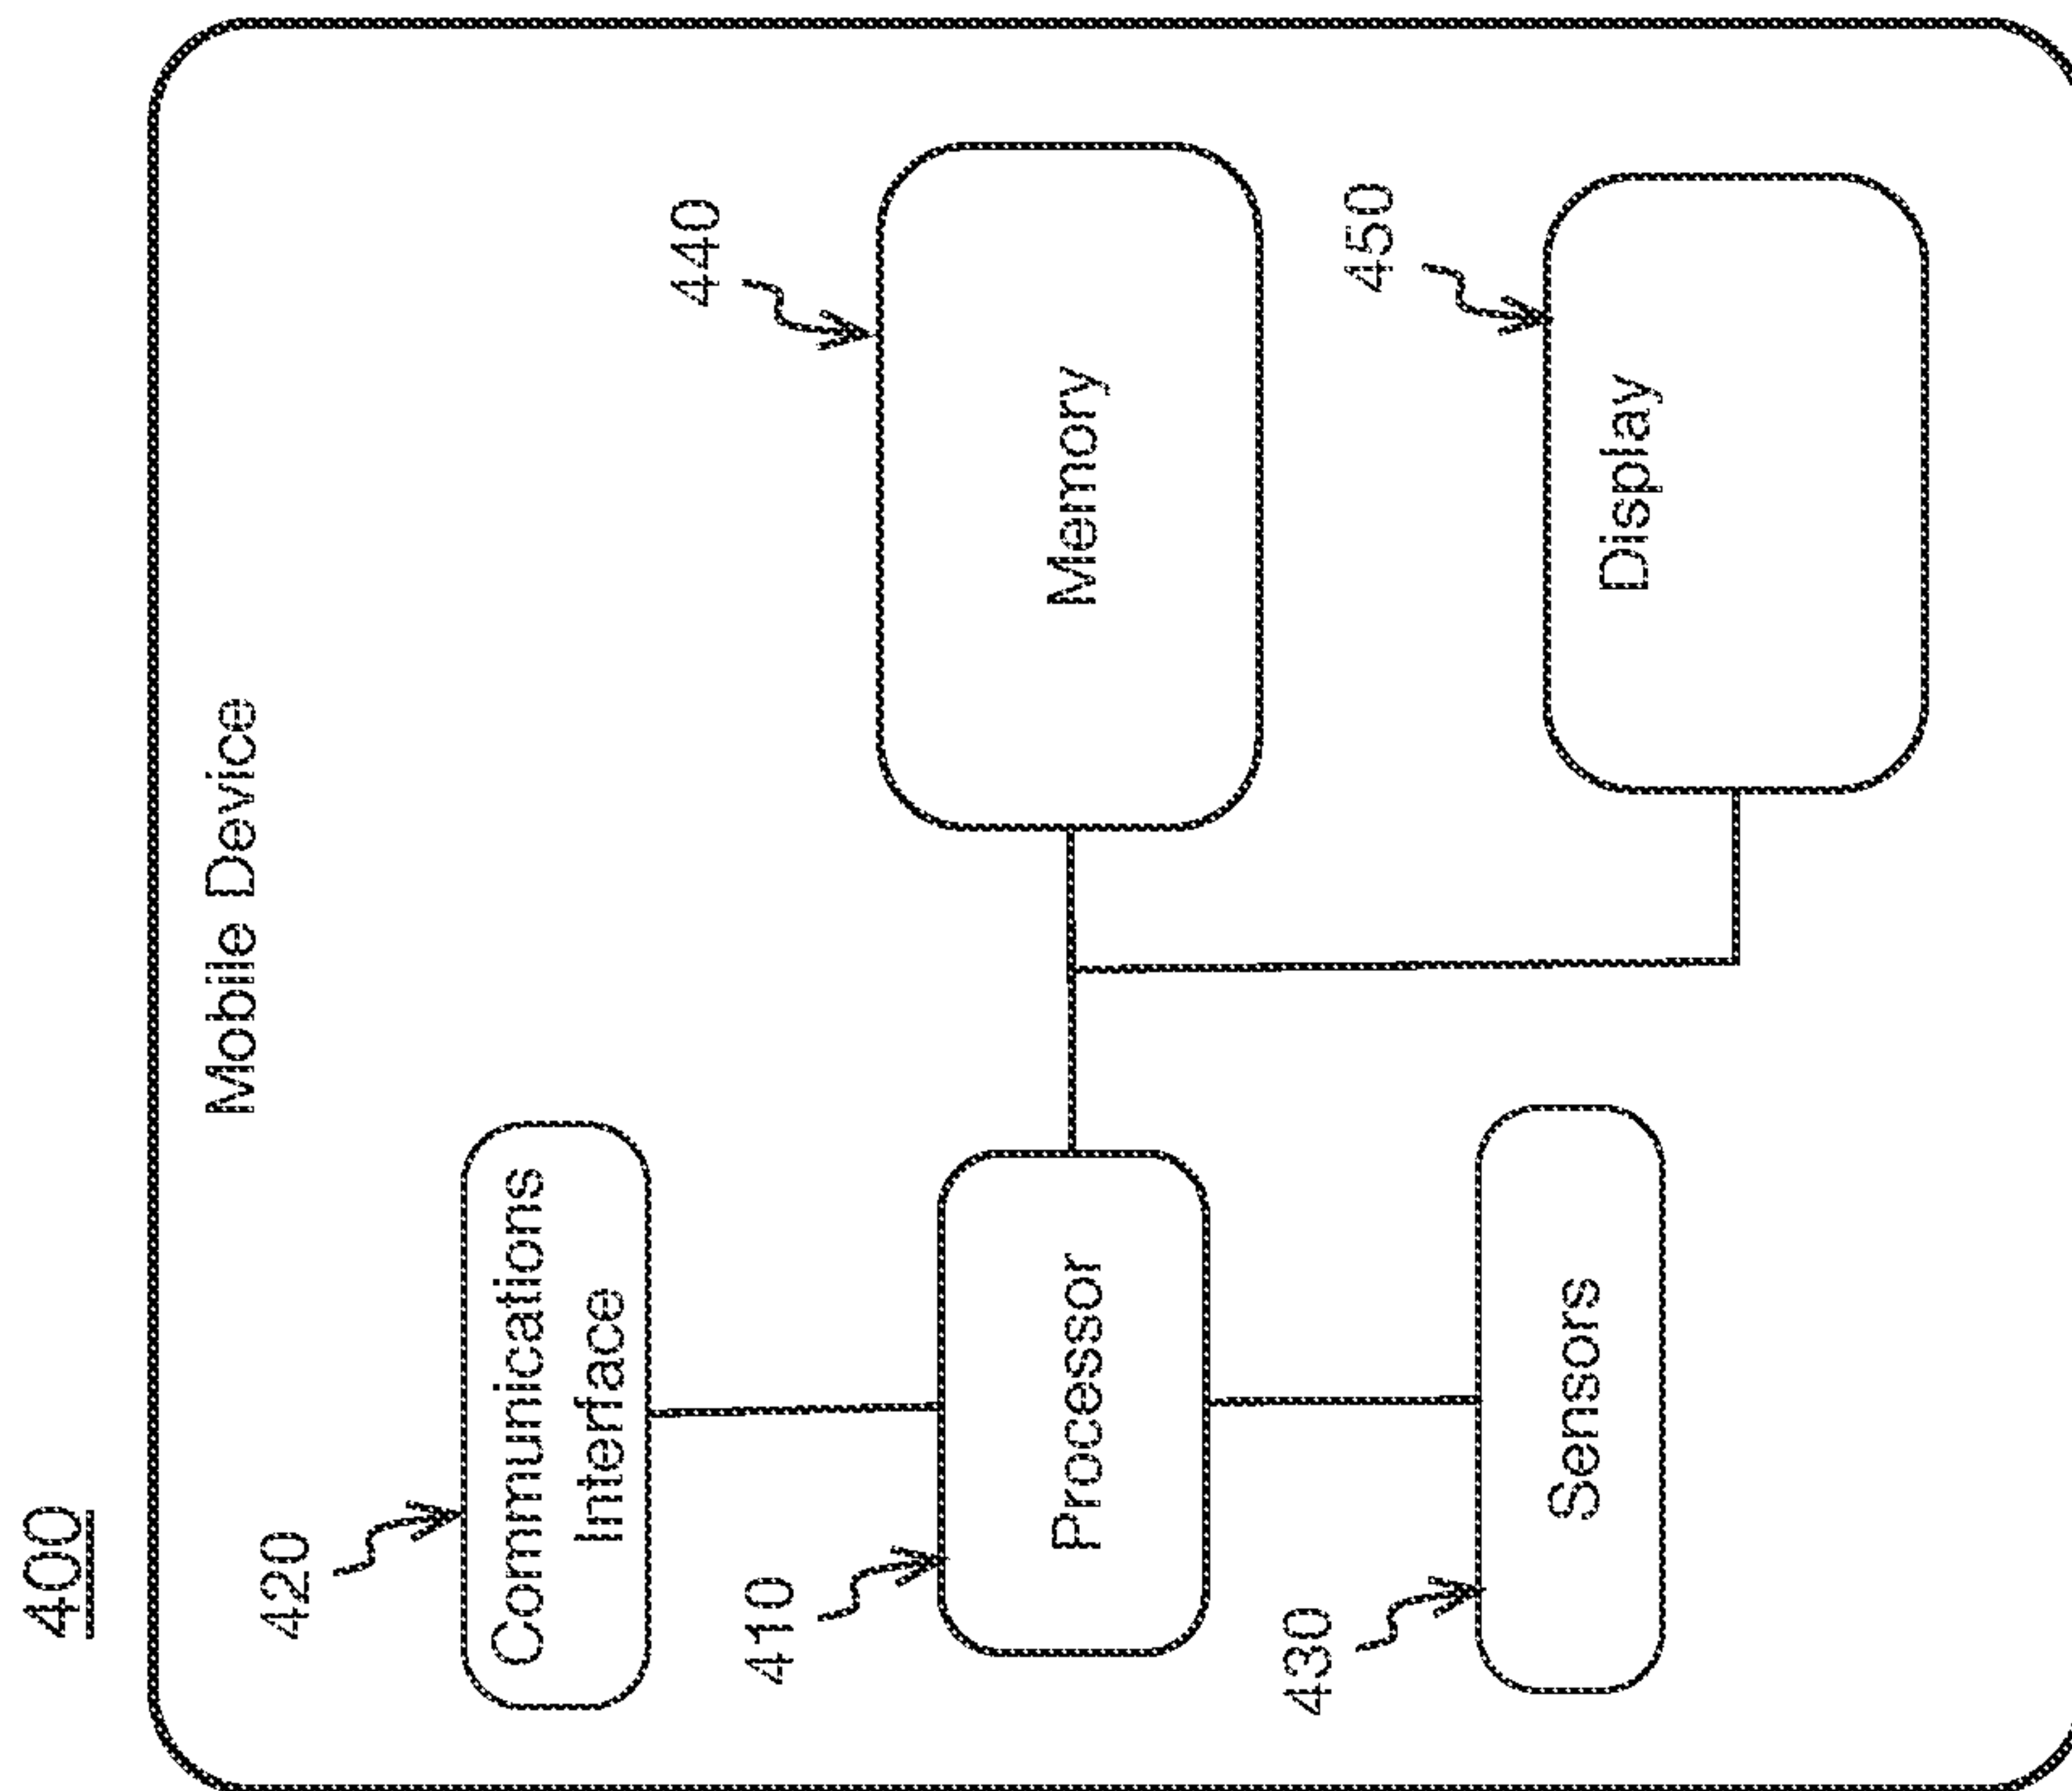 400
Mobile Device
420
Communications
Interface
440
410
Processor
Memory
430
Sensors
450
Display